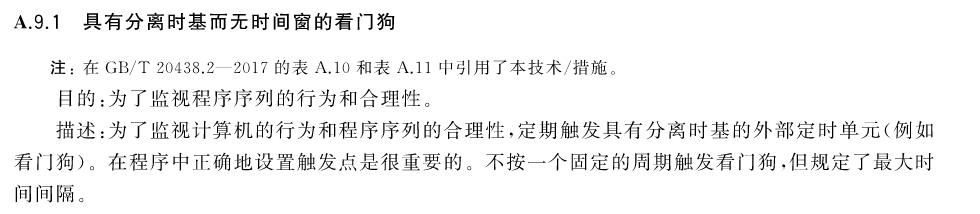 A.9.1 具有分离时基而无时间窗的看门狗
注：在 GB/T 20438.2—2017 的表 A.10 和表 A.11 中引用了本技术/措施。
目的：为了监视程序序列的行为和合理性。
描述：为了监视计算机的行为和程序序列的合理性，定期触发具有分离时基的外部定时单元（例如
看门狗）。在程序中正确地设置触发点是很重要的。不按一个固定的周期触发看门狗，但规定了最大时
间间隔。